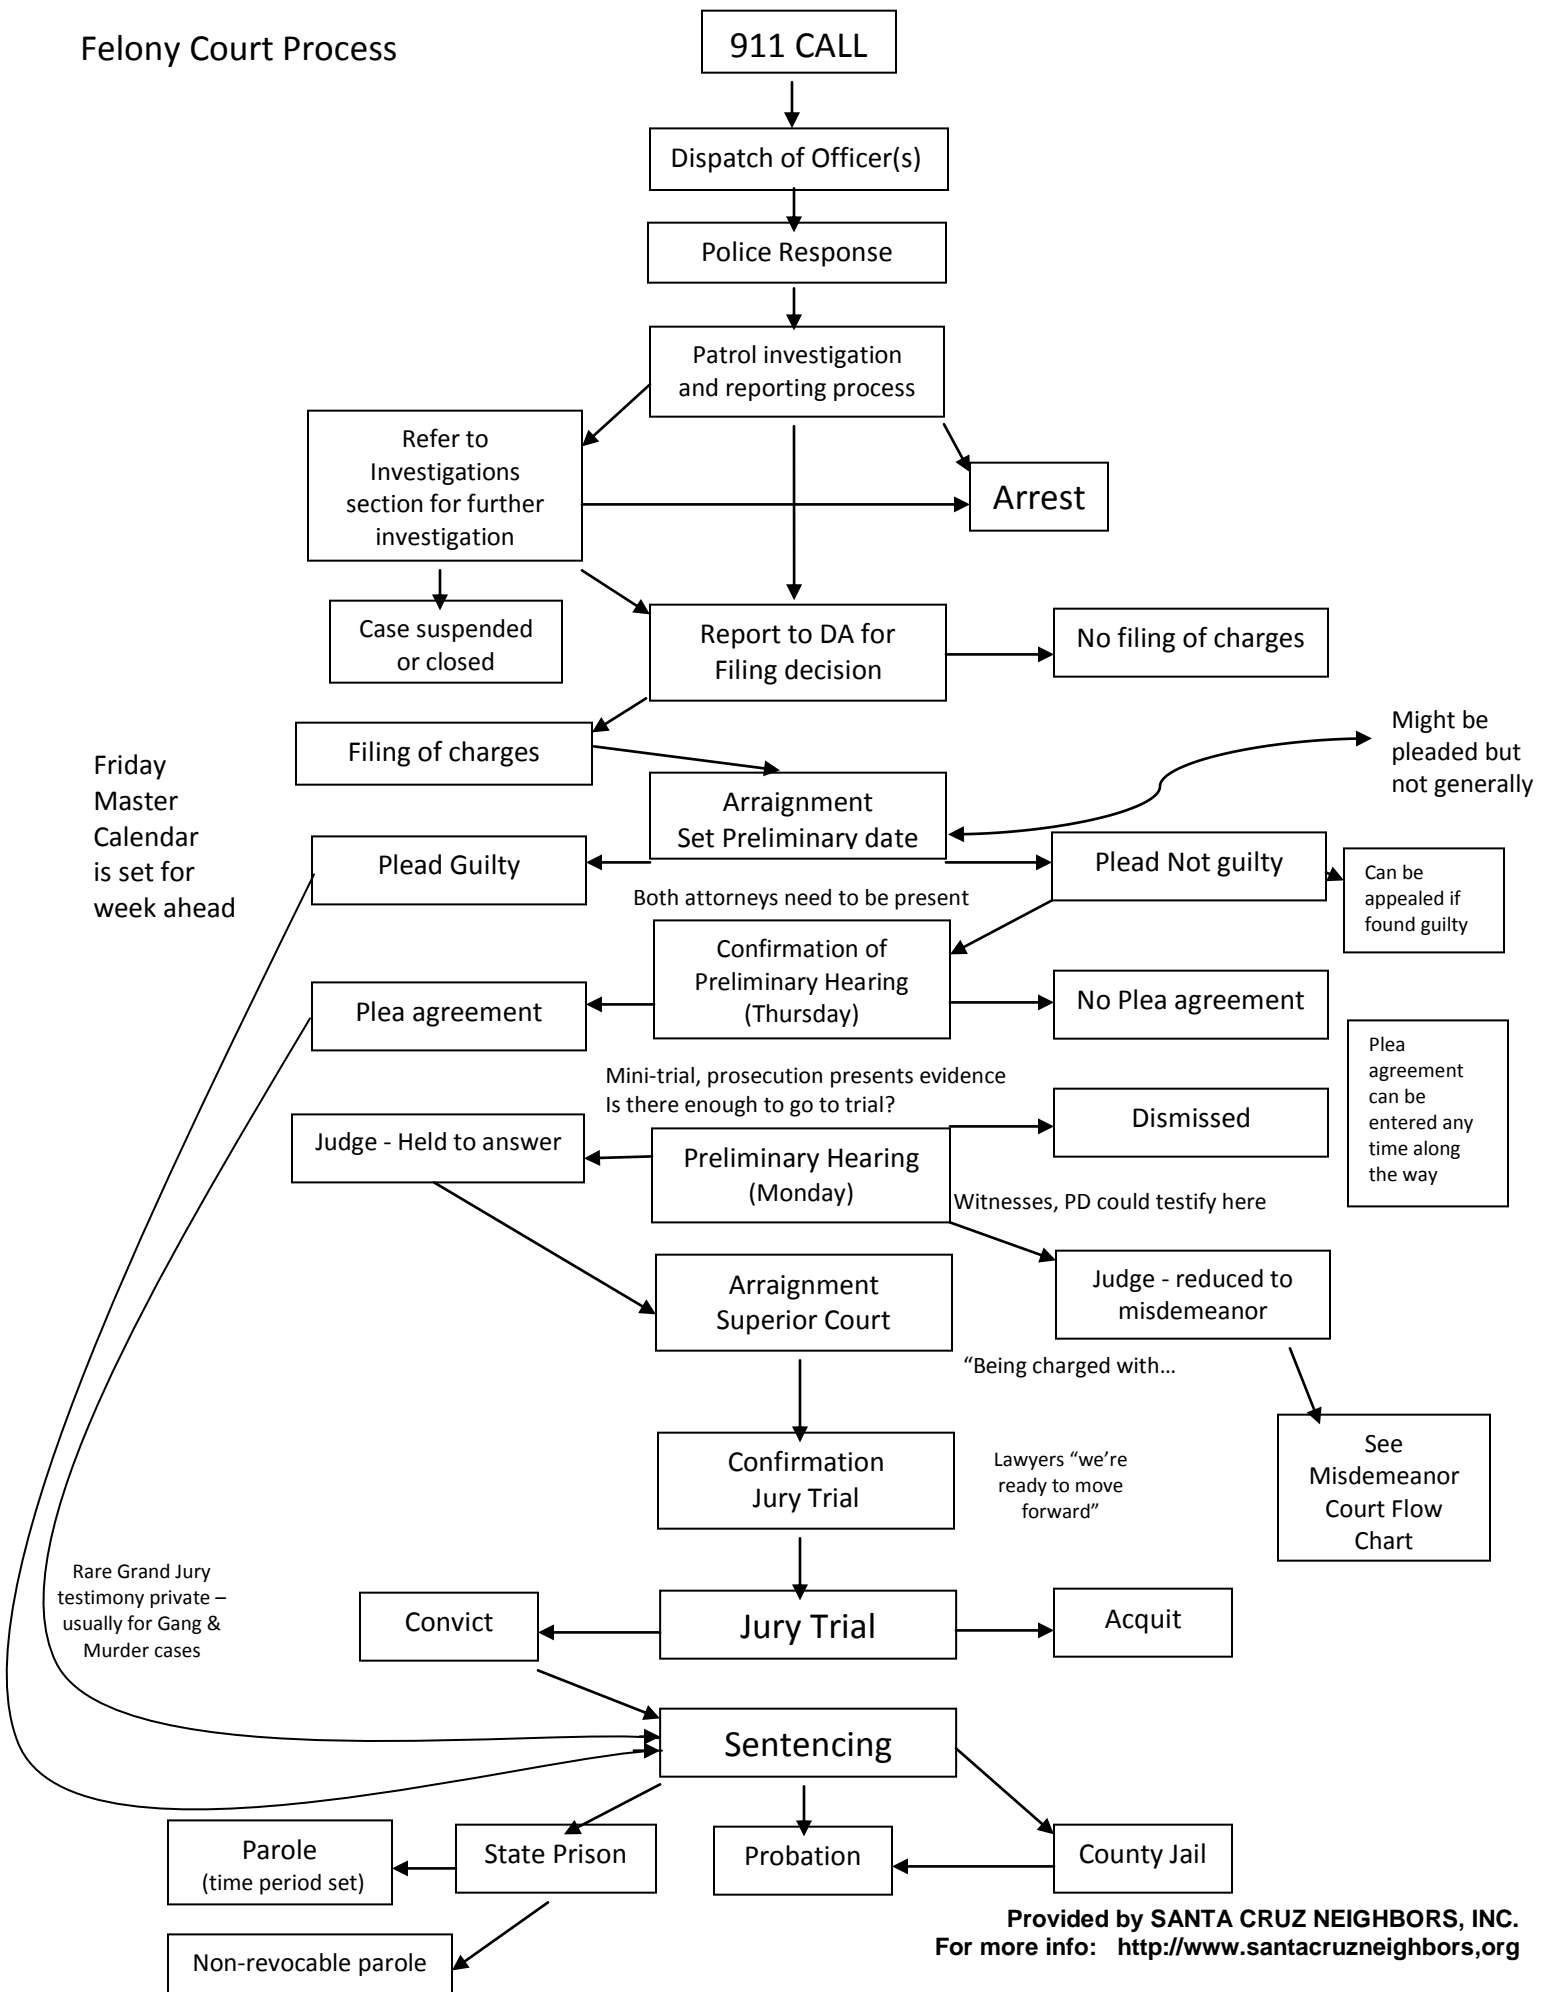 Felony Court Process
911 CALL
Dispatch of Officer(s)
Police Response
Patrol investigation
and reporting process
Refer to
Investigations
section for further
investigation
Arrest
Case suspended
or closed
Report to DA for
Filing decision
No filing of charges
Might be
pleaded but
not generally
Filing of charges
Friday
Master
Calendar
is set for
week ahead
Arraignment
Set Preliminary date
Plead Guilty
Plead Not guilty
Can be
appealed if
found guilty
Both attorneys need to be present
Confirmation of
Preliminary Hearing
(Thursday)
Plea agreement
No Plea agreement
Plea
agreement
can be
entered any
time along
the way
Mini-trial, prosecution presents evidence
Is there enough to go to trial?
Dismissed
Judge - Held to answer
Preliminary Hearing
(Monday)
Witnesses, PD could testify here
Arraignment
Superior Court
Judge - reduced to
misdemeanor
“Being charged with…
See
Misdemeanor
Court Flow
Chart
Confirmation
Jury Trial
Lawyers “we’re
ready to move
forward”
Rare Grand Jury
testimony private –
usually for Gang &
Murder cases
Convict
Jury Trial
Acquit
Sentencing
Parole
(time period set)
State Prison
Probation
County Jail
Non-revocable parole
Provided by SANTA CRUZ NEIGHBORS, INC.
For more info: http://www.santacruzneighbors,org